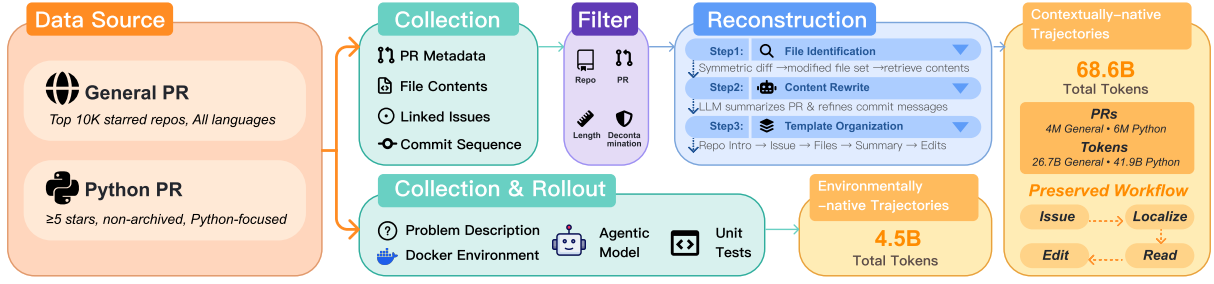 Data Source
General PR
Top 10K starred repos, All languages
Python PR
≥5 stars, non-archived, Python-focused
Collection
PR Metadata
File Contents
Linked Issues
Commit Sequence
Filter
Repo
PR
Length
Deconta
mination
Reconstruction
Step1: File Identification
Symmetric diff →modified file set →retrieve contents
Step2: Content Rewrite
LLM summarizes PR & refines commit messages
Step3: Template Organization
Repo Intro → Issue → Files → Summary → Edits
Collection & Rollout
Problem Description
Docker Environment
Agentic
Model
Unit
Tests
Environmentally
-native Trajectories
4.5B
Total Tokens
Contextually-native
Trajectories
68.6B
Total Tokens
PRs
4M General • 6M Python
Tokens
26.7B General • 41.9B Python
Preserved Workflow
Issue
Localize
Edit
Read